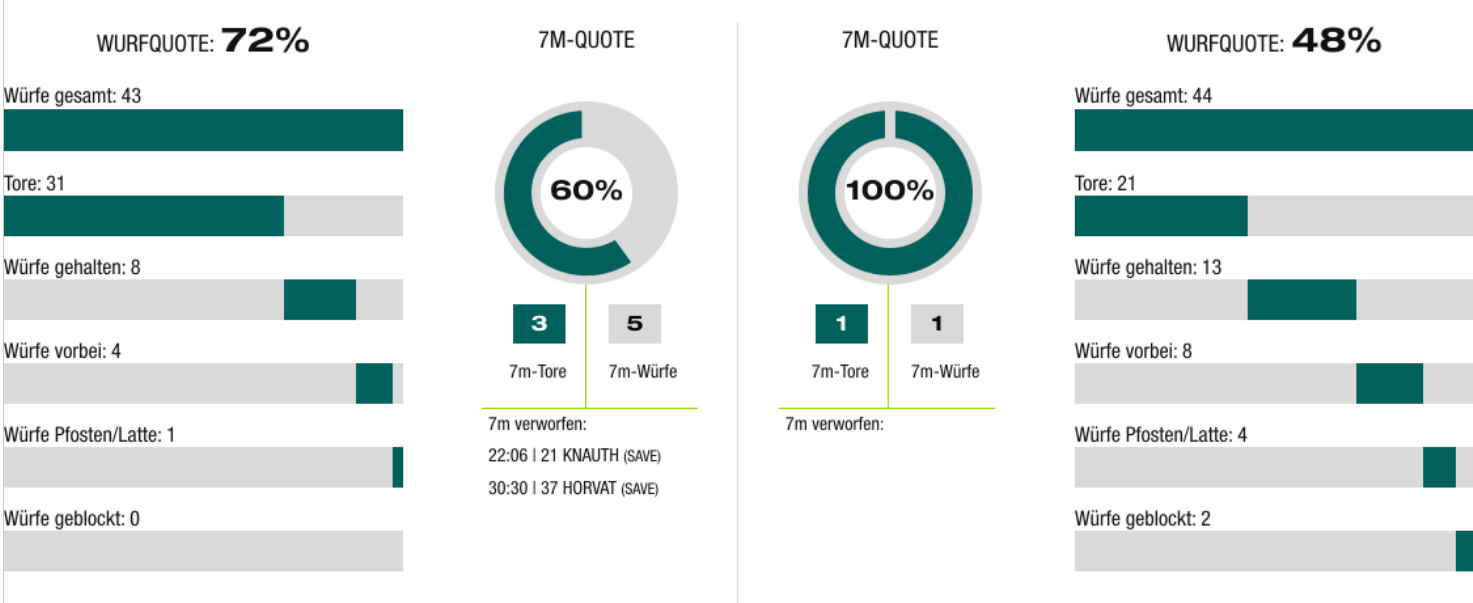 WURFQUOTE: 72%
Würfe gesamt: 43
Tore: 31
Würfe gehalten: 8
Würfe vorbei: 4
Würfe Pfosten/Latte: 1
Würfe geblockt: 0
7M-QUOTE
60%
3
5
7m-Tore
7m-Würfe
7m verworfen:
22:06 | 21 KNAUTH (SAVE)
30:30 | 37 HORVAT (SAVE)
7M-QUOTE
100%
1
1
7m-Tore
7m-Würfe
7m verworfen:
WURFQUOTE: 48%
Würfe gesamt: 44
Tore: 21
Würfe gehalten: 13
Würfe vorbei: 8
Würfe Pfosten/Latte: 4
Würfe geblockt: 2